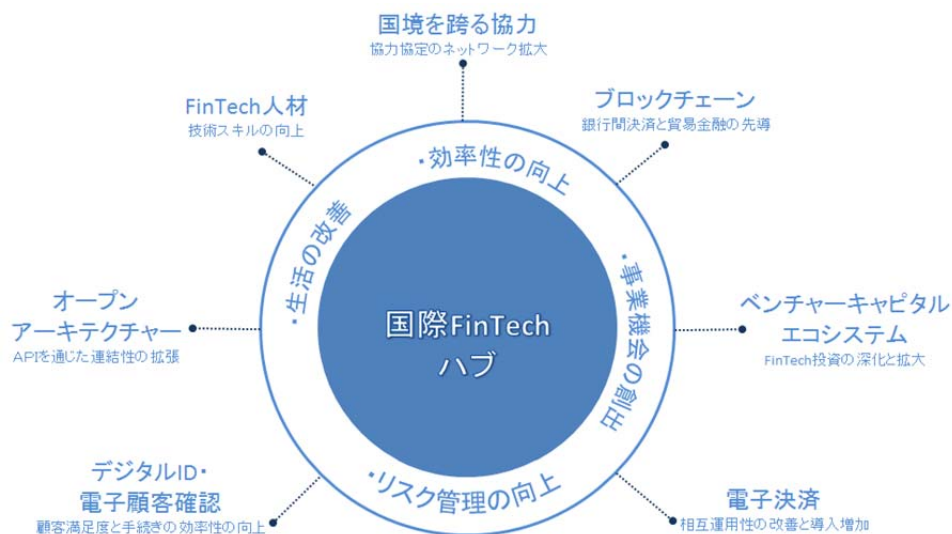 国境を跨る協力
協力協定のネットワーク拡大
FinTech人材
技術スキルの向上
ブロックチェーン
銀行間決済と貿易金融の先導
・効率性の向上
・生活の改善
・事業機会の創出
オープン
アーキテクチャー
APIを通じた連結性の拡張
国際FinTech
ハブ
ベンチャーキャピタル
エコシステム
FinTech投資の深化と拡大
・リスク管理の向上
デジタルID・
電子顧客確認
顧客満足度と手続きの効率性の向上
電子決済
相互運用性の改善と導入増加